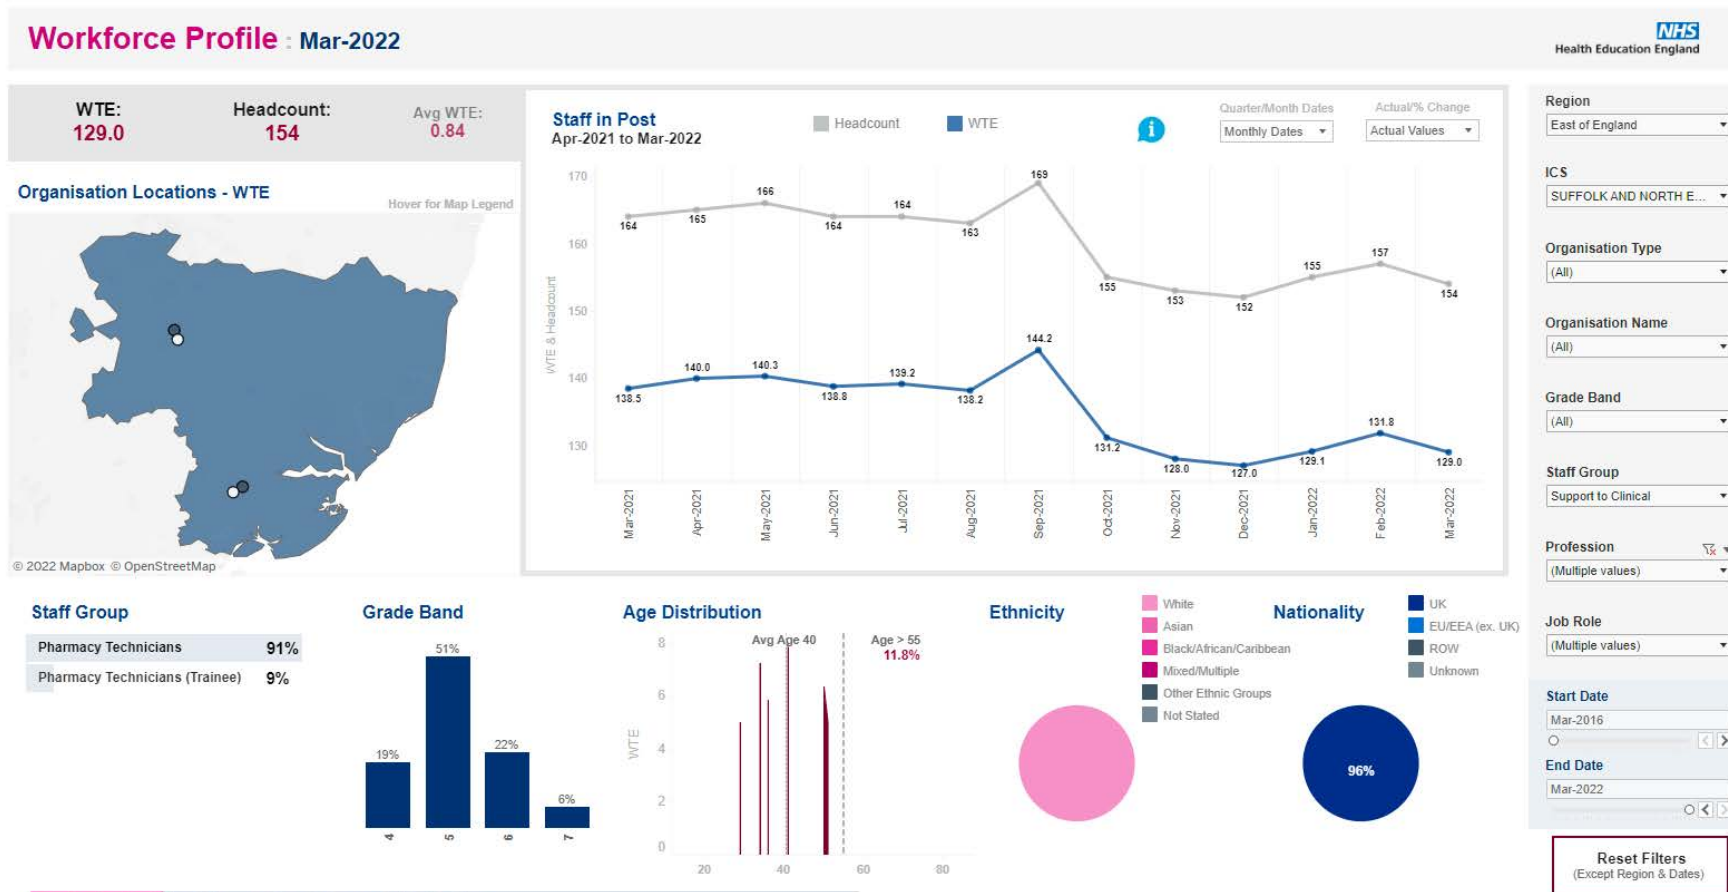 Workforce Profile : Mar-2022
NHS
Health Education England
WTE:
129.0
Headcount:
154
Avg WTE:
0.84
Organisation Locations - WTE
Hover for Map Legend
© 2022 Mapbox © OpenStreetMap
Staff in Post
Apr-2021 to Mar-2022
Headcount
WTE
i
Quarter/Month Dates
Monthly Dates
Actual/% Change
Actual Values
WTE & Headcount
170
160
150
140
130
164
165
166
164
164
163
169
155
153
152
155
157
154
138.5
140.0
140.3
138.8
139.2
138.2
144.2
131.2
128.0
127.0
129.1
131.8
129.0
Mar-2021
Apr-2021
May-2021
Jun-2021
Jul-2021
Aug-2021
Sep-2021
Oct-2021
Nov-2021
Dec-2021
Jan-2022
Feb-2022
Mar-2022
Region
East of England
ICS
SUFFOLK AND NORTH E...
Organisation Type
(All)
Organisation Name
(All)
Grade Band
(All)
Staff Group
Support to Clinical
Profession
(Multiple values)
Job Role
(Multiple values)
Start Date
Mar-2016
End Date
Mar-2022
Reset Filters
(Except Region & Dates)
Staff Group
Pharmacy Technicians 91%
Pharmacy Technicians (Trainee) 9%
Grade Band
19%
51%
22%
6%
4
5
6
7
Age Distribution
Avg Age 40
Age > 55
11.8%
WTE
8
6
4
2
0
20
40
60
80
Ethnicity
White
Asian
Black/African/Caribbean
Mixed/Multiple
Other Ethnic Groups
Not Stated
Nationality
UK
EU/EEA (ex. UK)
ROW
Unknown
96%